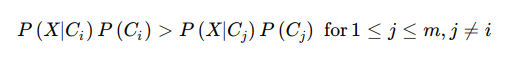 P(X|C_i) P(C_i) > P(X|C_j) P(C_j) for 1 ≤ j ≤ m, j ≠ i